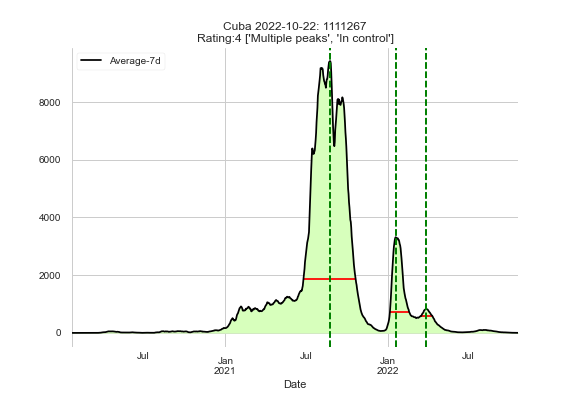 Cuba 2022-10-22: 1111267
Rating:4 ['Multiple peaks', 'In control']
Average-7d
8000
6000
4000
2000
0
Jul
Jan
2021
Jul
Jan
2022
Jul
Date